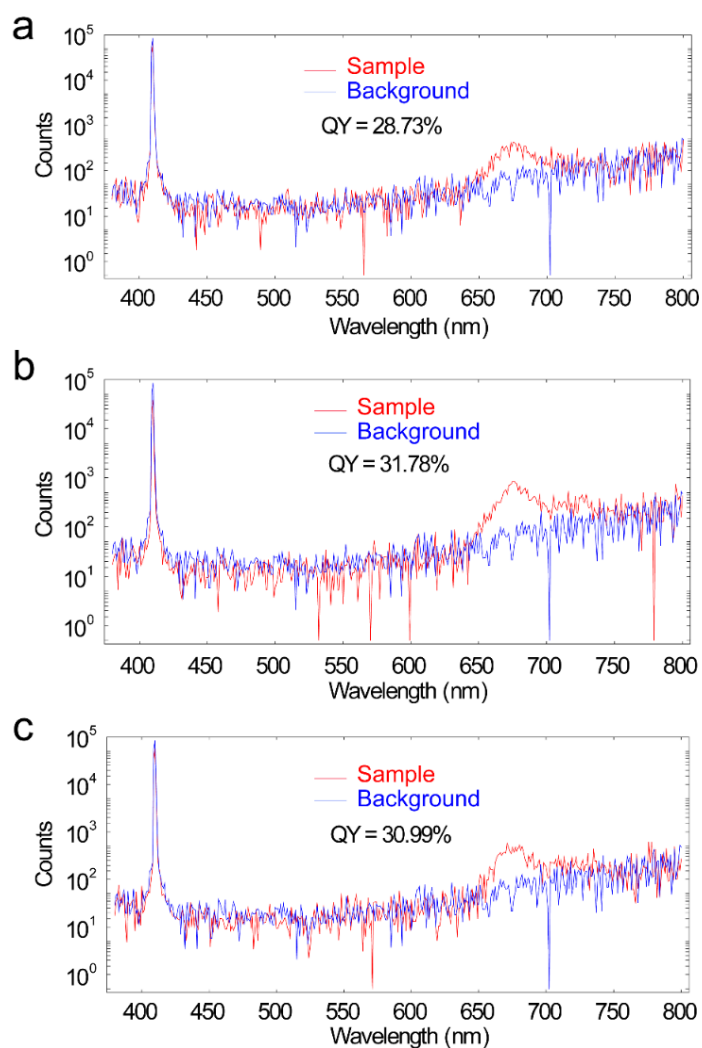 a
10^5
10^4
10^3
10^2
10^1
10^0
Counts
Sample
Background
QY = 28.73%
400 450 500 550 600 650 700 750 800
Wavelength (nm)
b
10^5
10^4
10^3
10^2
10^1
10^0
Counts
Sample
Background
QY = 31.78%
400 450 500 550 600 650 700 750 800
Wavelength (nm)
c
10^5
10^4
10^3
10^2
10^1
10^0
Counts
Sample
Background
QY = 30.99%
400 450 500 550 600 650 700 750 800
Wavelength (nm)